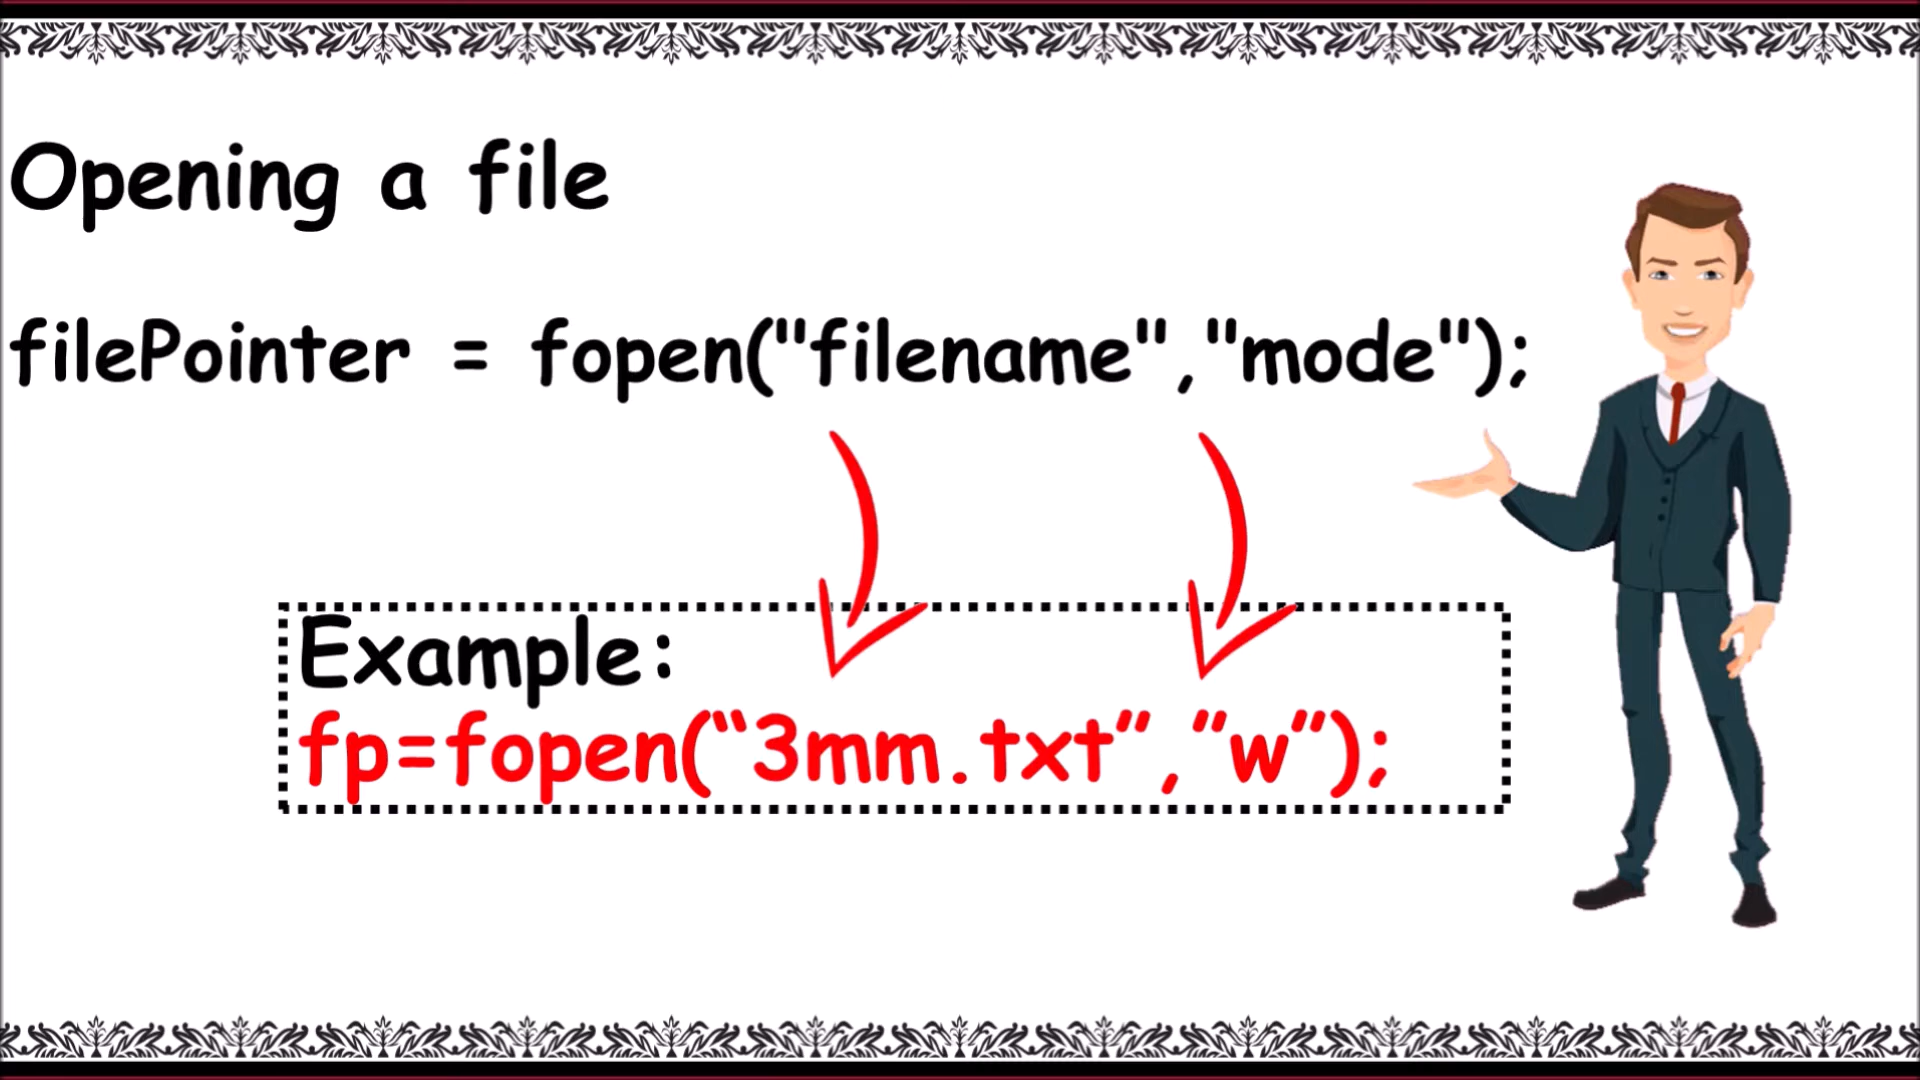 Opening a file
filePointer = fopen("filename","mode");
Example:
fp=fopen(“3mm.txt”,”w”);